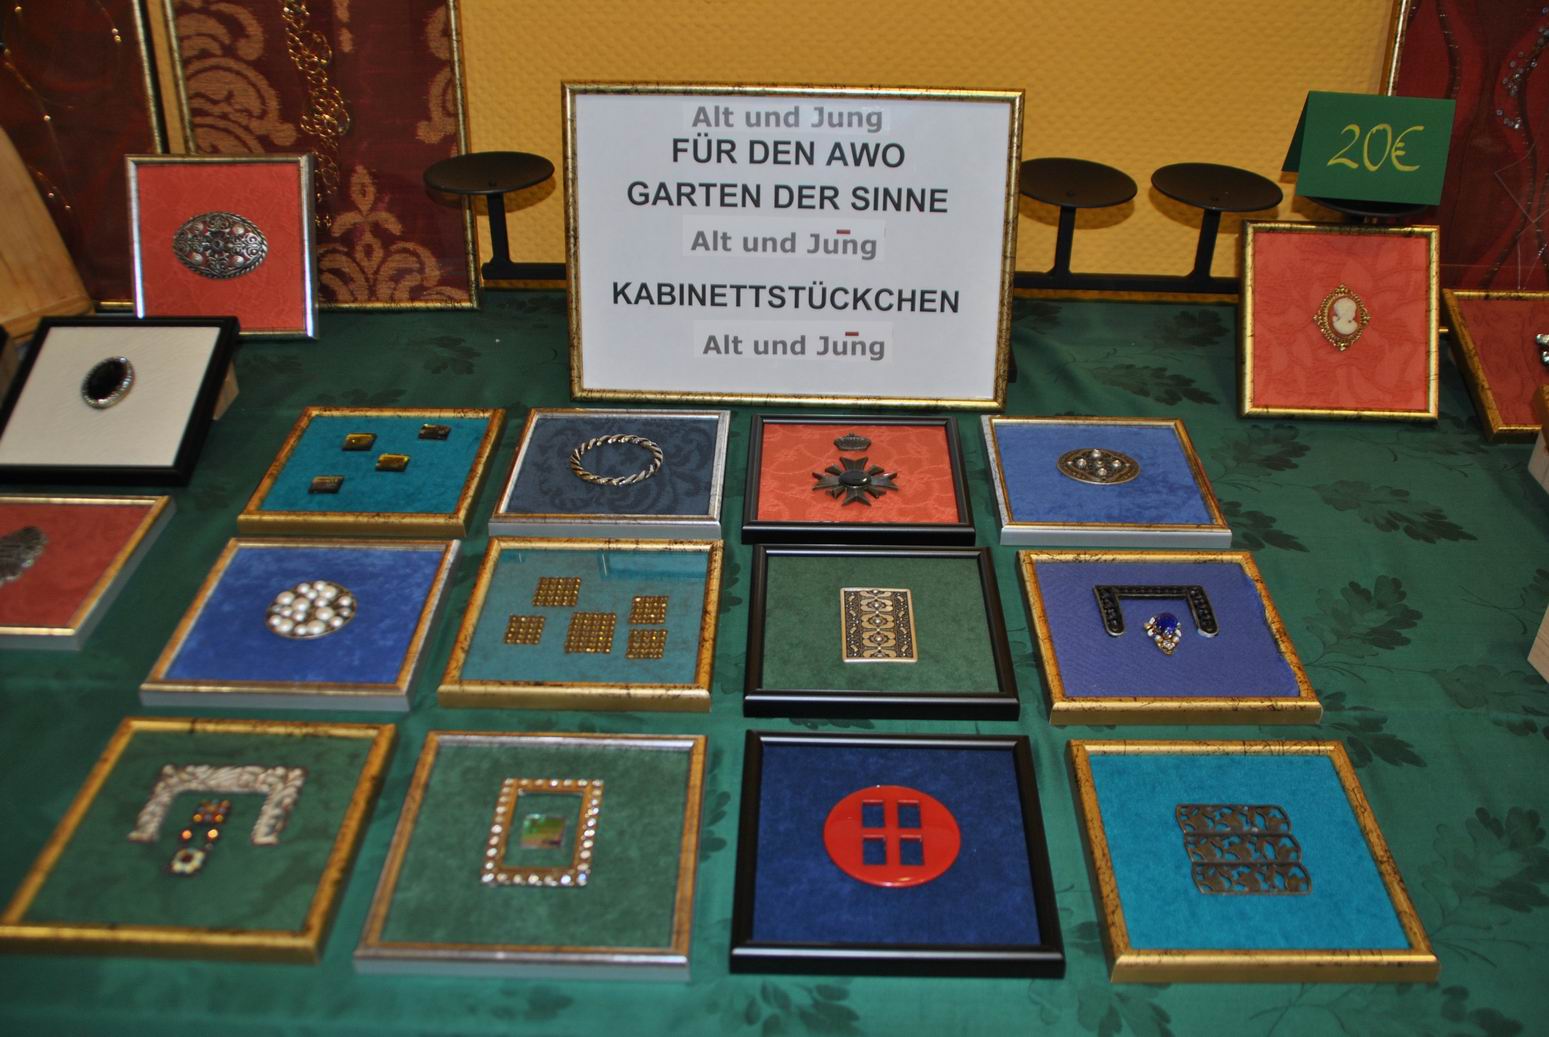 Alt und Jung
FÜR DEN AWO
GARTEN DER SINNE
Alt und Jung
KABINETTSTÜCKCHEN
Alt und Jung
20€